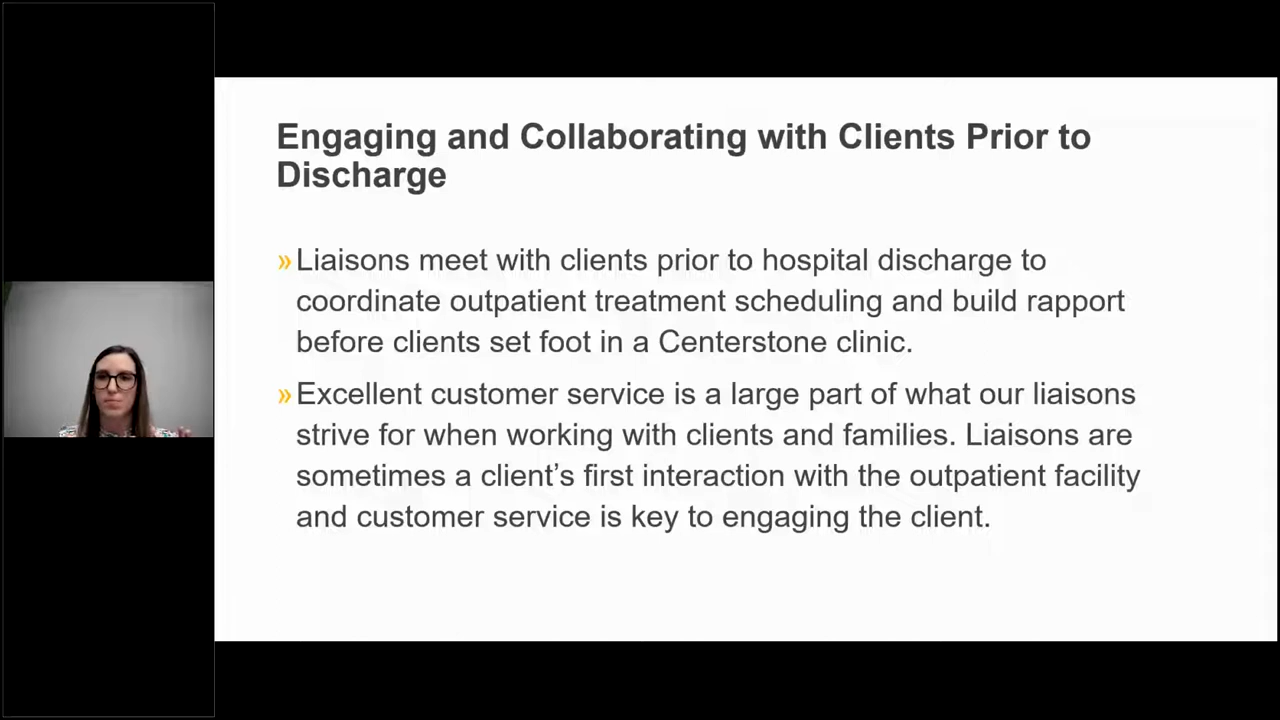 Engaging and Collaborating with Clients Prior to
Discharge
» Liaisons meet with clients prior to hospital discharge to
coordinate outpatient treatment scheduling and build rapport
before clients set foot in a Centerstone clinic.
» Excellent customer service is a large part of what our liaisons
strive for when working with clients and families. Liaisons are
sometimes a client’s first interaction with the outpatient facility
and customer service is key to engaging the client.